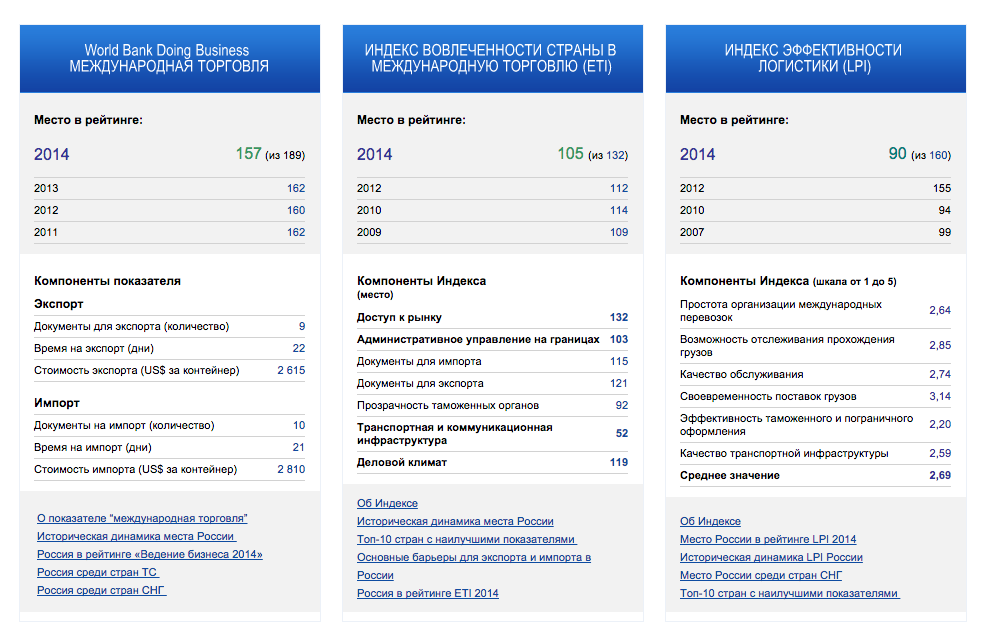 World Bank Doing Business
МЕЖДУНАРОДНАЯ ТОРГОВЛЯ
Место в рейтинге:
2014 157 (из 189)
2013 162
2012 160
2011 162
Компоненты показателя
Экспорт
Документы для экспорта (количество) 9
Время на экспорт (дни) 22
Стоимость экспорта (US$ за контейнер) 2 615
Импорт
Документы на импорт (количество) 10
Время на импорт (дни) 21
Стоимость импорта (US$ за контейнер) 2 810
О показателе "международная торговля"
Историческая динамика места России
Россия в рейтинге «Ведение бизнеса 2014»
Россия среди стран ТС
Россия среди стран СНГ
ИНДЕКС ВОВЛЕЧЕННОСТИ СТРАНЫ В
МЕЖДУНАРОДНУЮ ТОРГОВЛЮ (ETI)
Место в рейтинге:
2014 105 (из 132)
2012 112
2010 114
2009 109
Компоненты Индекса
(место)
Доступ к рынку 132
Административное управление на границах 103
Документы для импорта 115
Документы для экспорта 121
Прозрачность таможенных органов 92
Транспортная и коммуникационная
инфраструктура 52
Деловой климат 119
Об Индексе
Историческая динамика места России
Топ-10 стран с наилучшими показателями
Основные барьеры для экспорта и импорта в
России
Россия в рейтинге ETI 2014
ИНДЕКС ЭФФЕКТИВНОСТИ
ЛОГИСТИКИ (LPI)
Место в рейтинге:
2014 90 (из 160)
2012 155
2010 94
2007 99
Компоненты Индекса (шкала от 1 до 5)
Простота организации международных
перевозок 2,64
Возможность отслеживания прохождения
грузов 2,85
Качество обслуживания 2,74
Своевременность поставок грузов 3,14
Эффективность таможенного и пограничного
оформления 2,20
Качество транспортной инфраструктуры 2,59
Среднее значение 2,69
Об Индексе
Место России в рейтинге LPI 2014
Историческая динамика LPI России
Место России среди стран СНГ
Топ-10 стран с наилучшими показателями